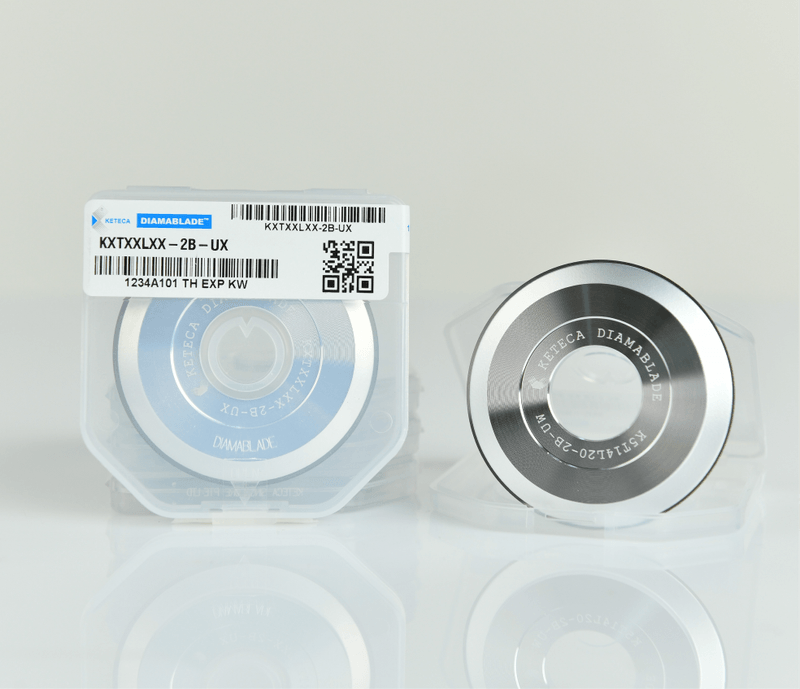 KETECA DIAMABLADE™
KXTXXLXX-2B-UX
KXTXXLXX-2B-UX
1234A101 TH EXP KW
KETECA DIAMABLADE
KXTXXLXX-2B-UX
DIAMABLADE
KETECA DIAMABLADE
K5T14L20-2B-UW